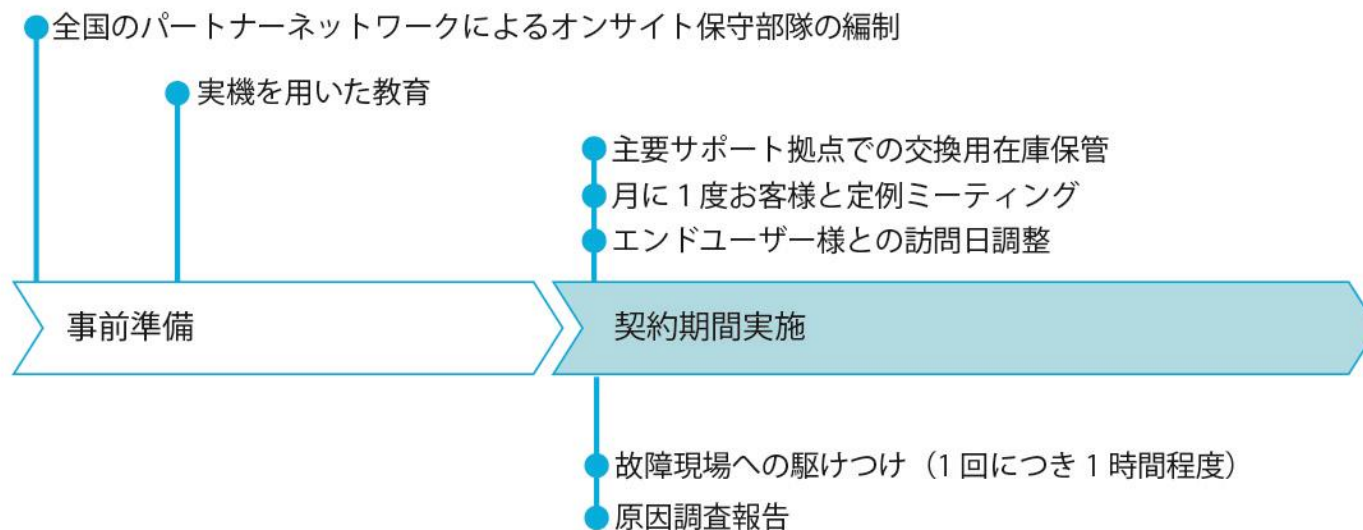 全国のパートナーネットワークによるオンサイト保守部隊の編制
実機を用いた教育
主要サポート拠点での交換用在庫保管
月に1度お客様と定例ミーティング
エンドユーザー様との訪問日調整
事前準備
契約期間実施
故障現場への駆けつけ（1回につき1時間程度）
原因調査報告